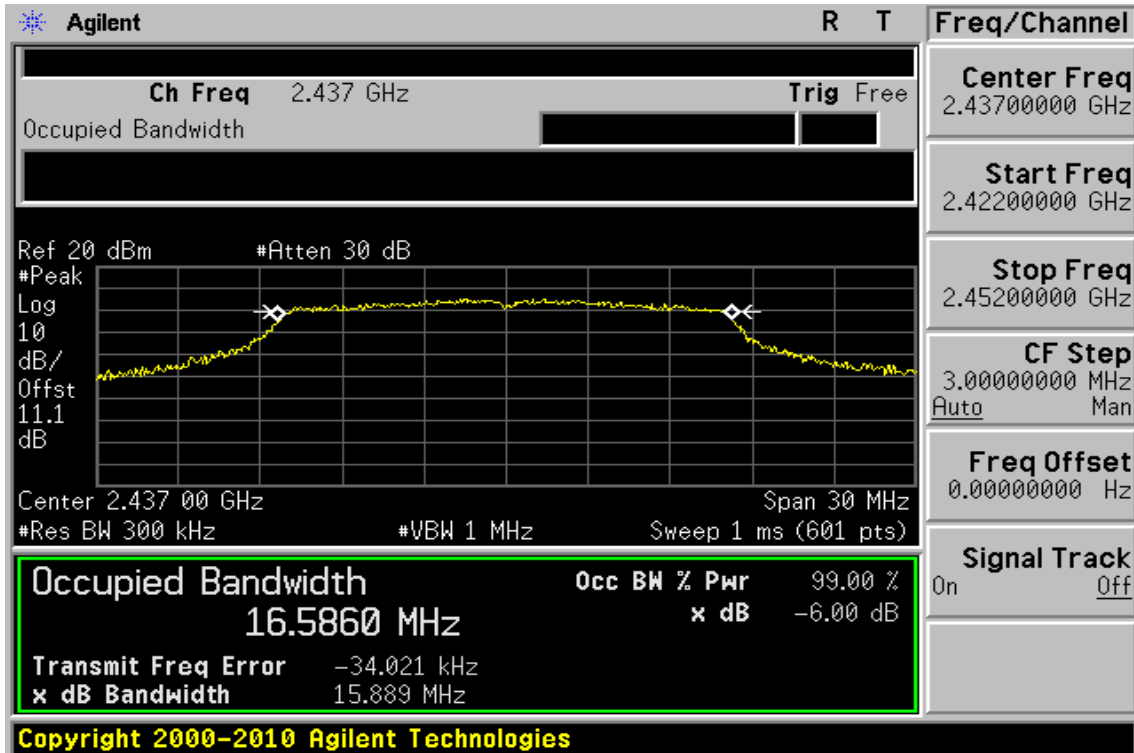 Agilent R T
Ch Freq 2.437 GHz Trig Free
Occupied Bandwidth
Ref 20 dBm #Atten 30 dB
#Peak
Log
10
dB/
Offst
11.1
dB
Center 2.437 00 GHz Span 30 MHz
#Res BW 300 kHz #VBW 1 MHz Sweep 1 ms (601 pts)
Occupied Bandwidth
16.5860 MHz
Occ BW % Pwr 99.00 %
x dB -6.00 dB
Transmit Freq Error -34.021 kHz
x dB Bandwidth 15.889 MHz
Copyright 2000-2010 Agilent Technologies
Freq/Channel
Center Freq
2.43700000 GHz
Start Freq
2.42200000 GHz
Stop Freq
2.45200000 GHz
CF Step
3.00000000 MHz
Auto Man
Freq Offset
0.00000000 Hz
Signal Track
On Off